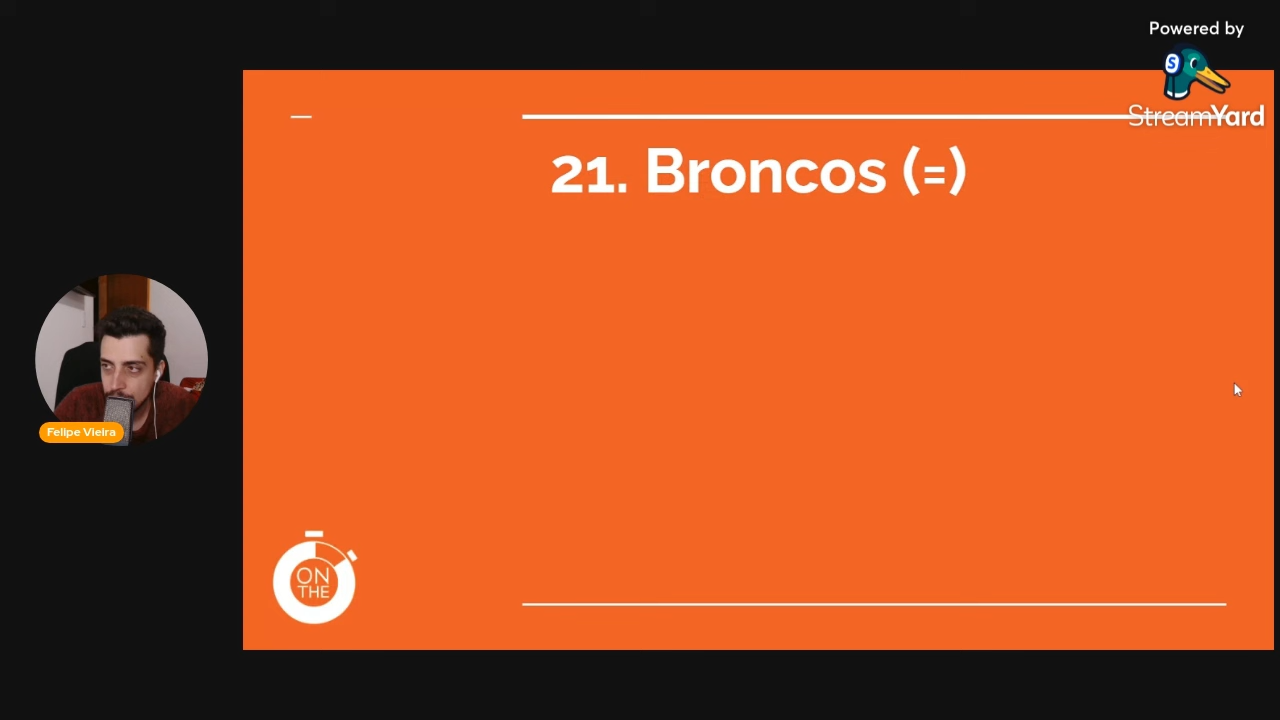 Powered by
S
StreamYard
21. Broncos (=)
Felipe Vieira
ON
THE